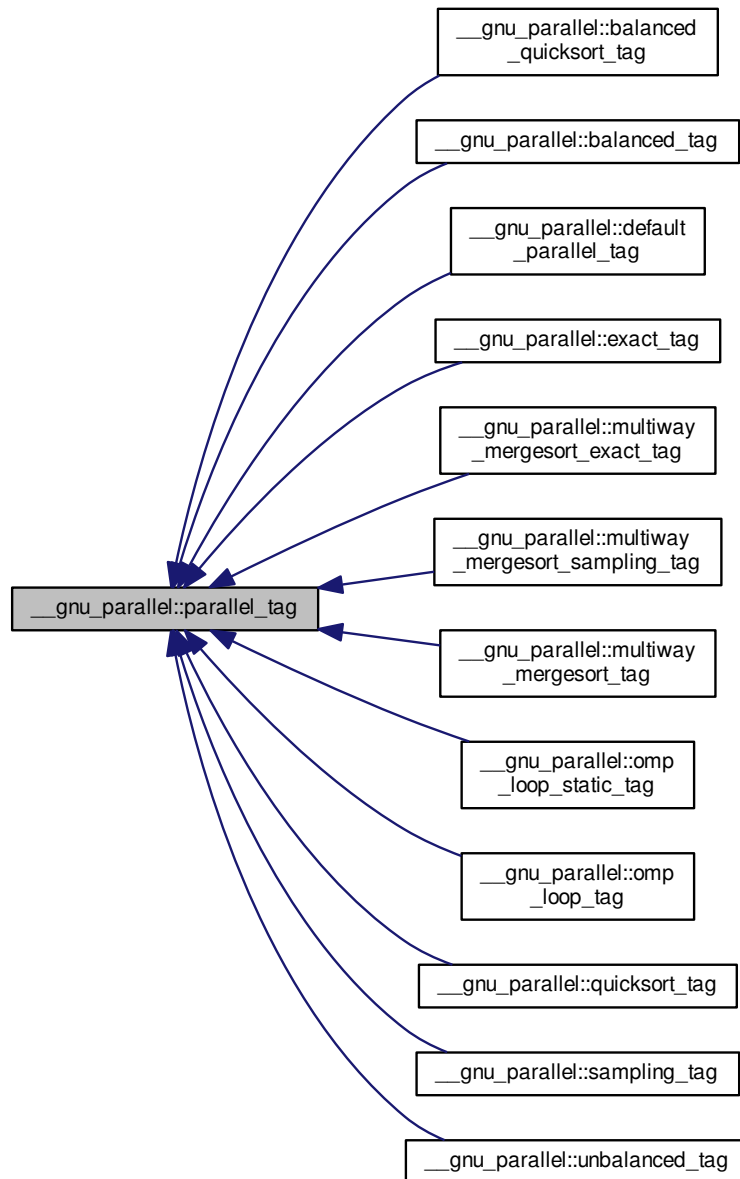 __gnu_parallel::balanced
_quicksort_tag
__gnu_parallel::balanced_tag
__gnu_parallel::default
_parallel_tag
__gnu_parallel::exact_tag
__gnu_parallel::multiway
_mergesort_exact_tag
__gnu_parallel::multiway
_mergesort_sampling_tag
__gnu_parallel::parallel_tag
__gnu_parallel::multiway
_mergesort_tag
__gnu_parallel::omp
_loop_static_tag
__gnu_parallel::omp
_loop_tag
__gnu_parallel::quicksort_tag
__gnu_parallel::sampling_tag
__gnu_parallel::unbalanced_tag